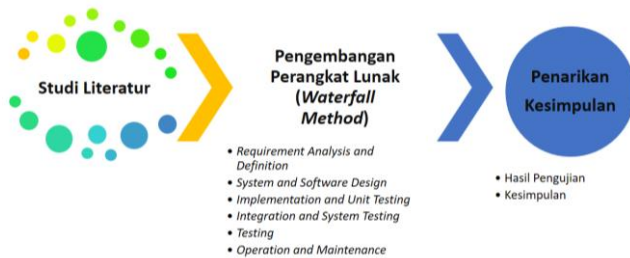 Studi Literatur
Pengembangan
Perangkat Lunak
(Waterfall
Method)
• Requirement Analysis and
Definition
• System and Software Design
• Implementation and Unit Testing
• Integration and System Testing
• Testing
• Operation and Maintenance
Penarikan
Kesimpulan
• Hasil Pengujian
• Kesimpulan